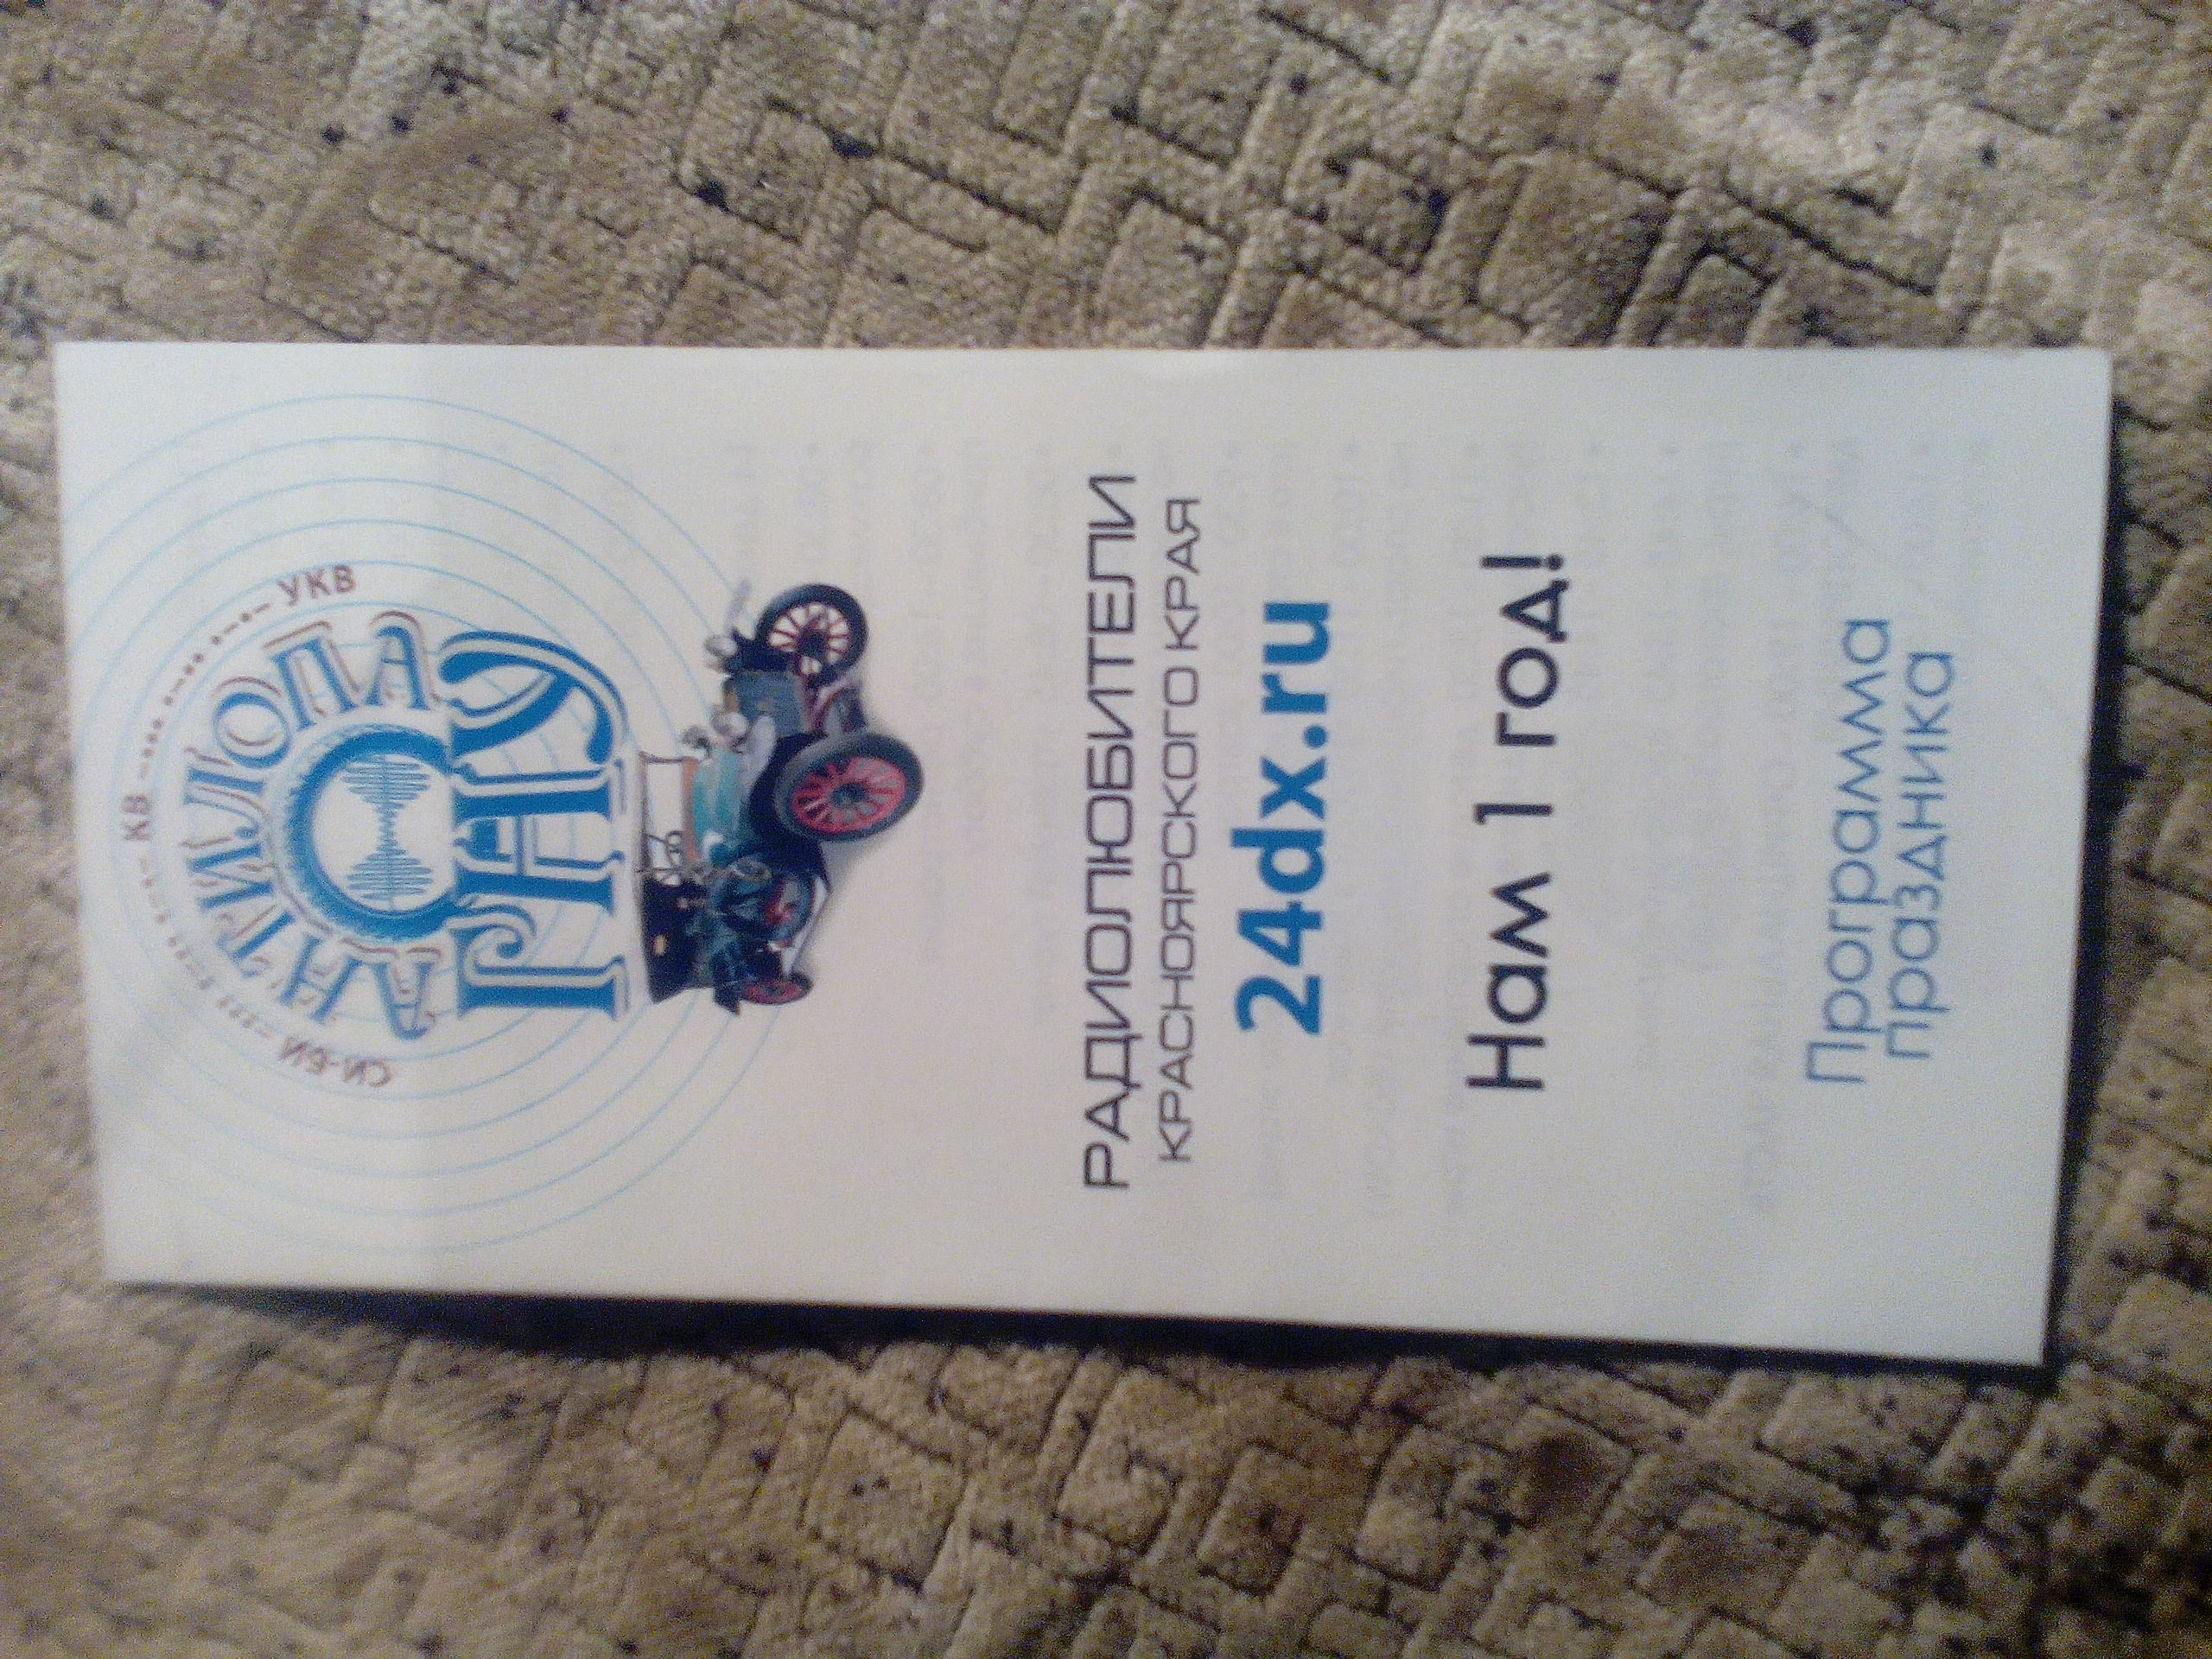 СИ-БИ КВ УКВ
АНТИЛОПА
ГНУ
РАДИОЛЮБИТЕЛИ
КРАСНОЯРСКОГО КРАЯ
24dx.ru
Нам 1 год!
Программа
праздника